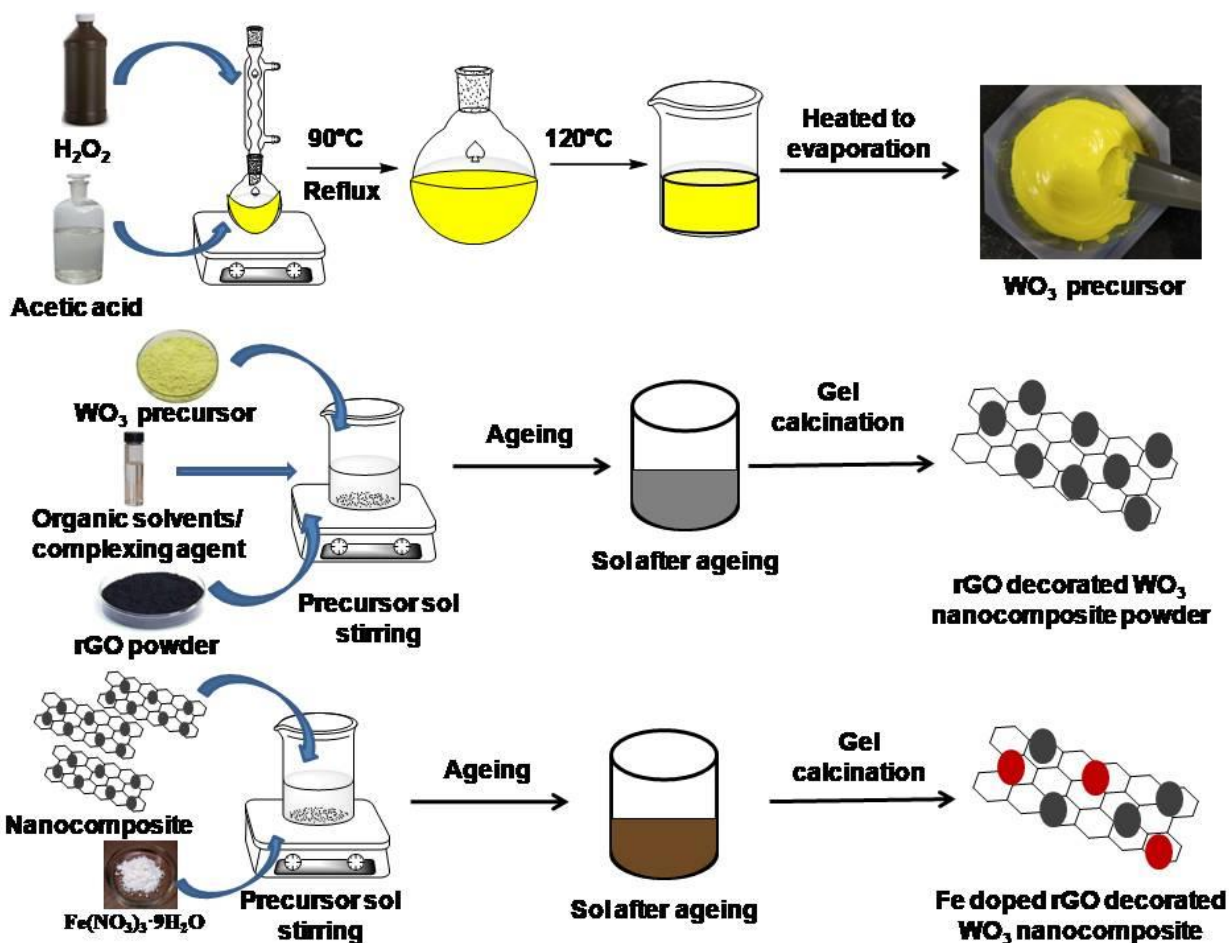 H₂O₂
Acetic acid
90°C
Reflux
120°C
Heated to
evaporation
WO₃ precursor
WO₃ precursor
Organic solvents/
complexing agent
rGO powder
Precursor sol
stirring
Ageing
Sol after ageing
Gel
calcination
rGO decorated WO₃
nanocomposite powder
Nanocomposite
Fe(NO₃)₃·9H₂O
Precursor sol
stirring
Ageing
Sol after ageing
Gel
calcination
Fe doped rGO decorated
WO₃ nanocomposite